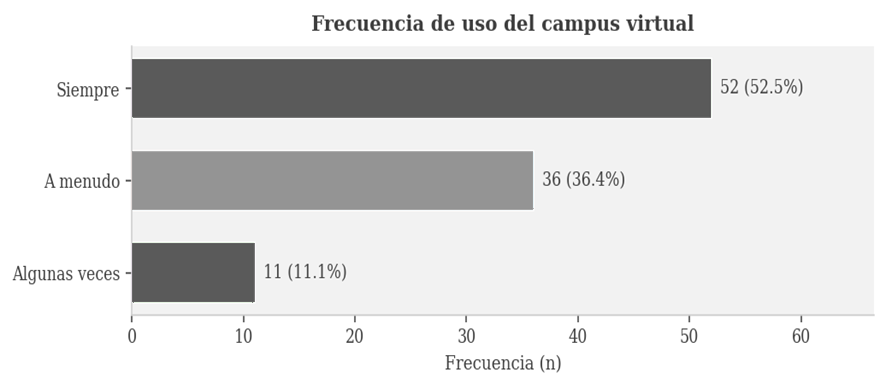 Frecuencia de uso del campus virtual
Siempre
52 (52.5%)
A menudo
36 (36.4%)
Algunas veces
11 (11.1%)
0 10 20 30 40 50 60
Frecuencia (n)